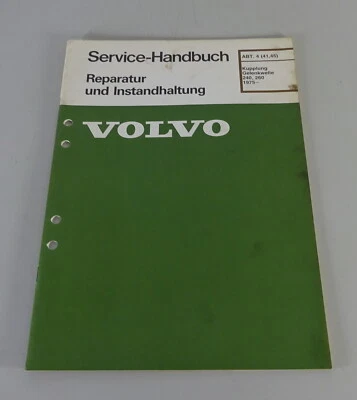 Service-Handbuch
Reparatur
und Instandhaltung
ABT. 4 (41,45)
Kupplung
Gelenkwelle
240, 260
1975-
VOLVO